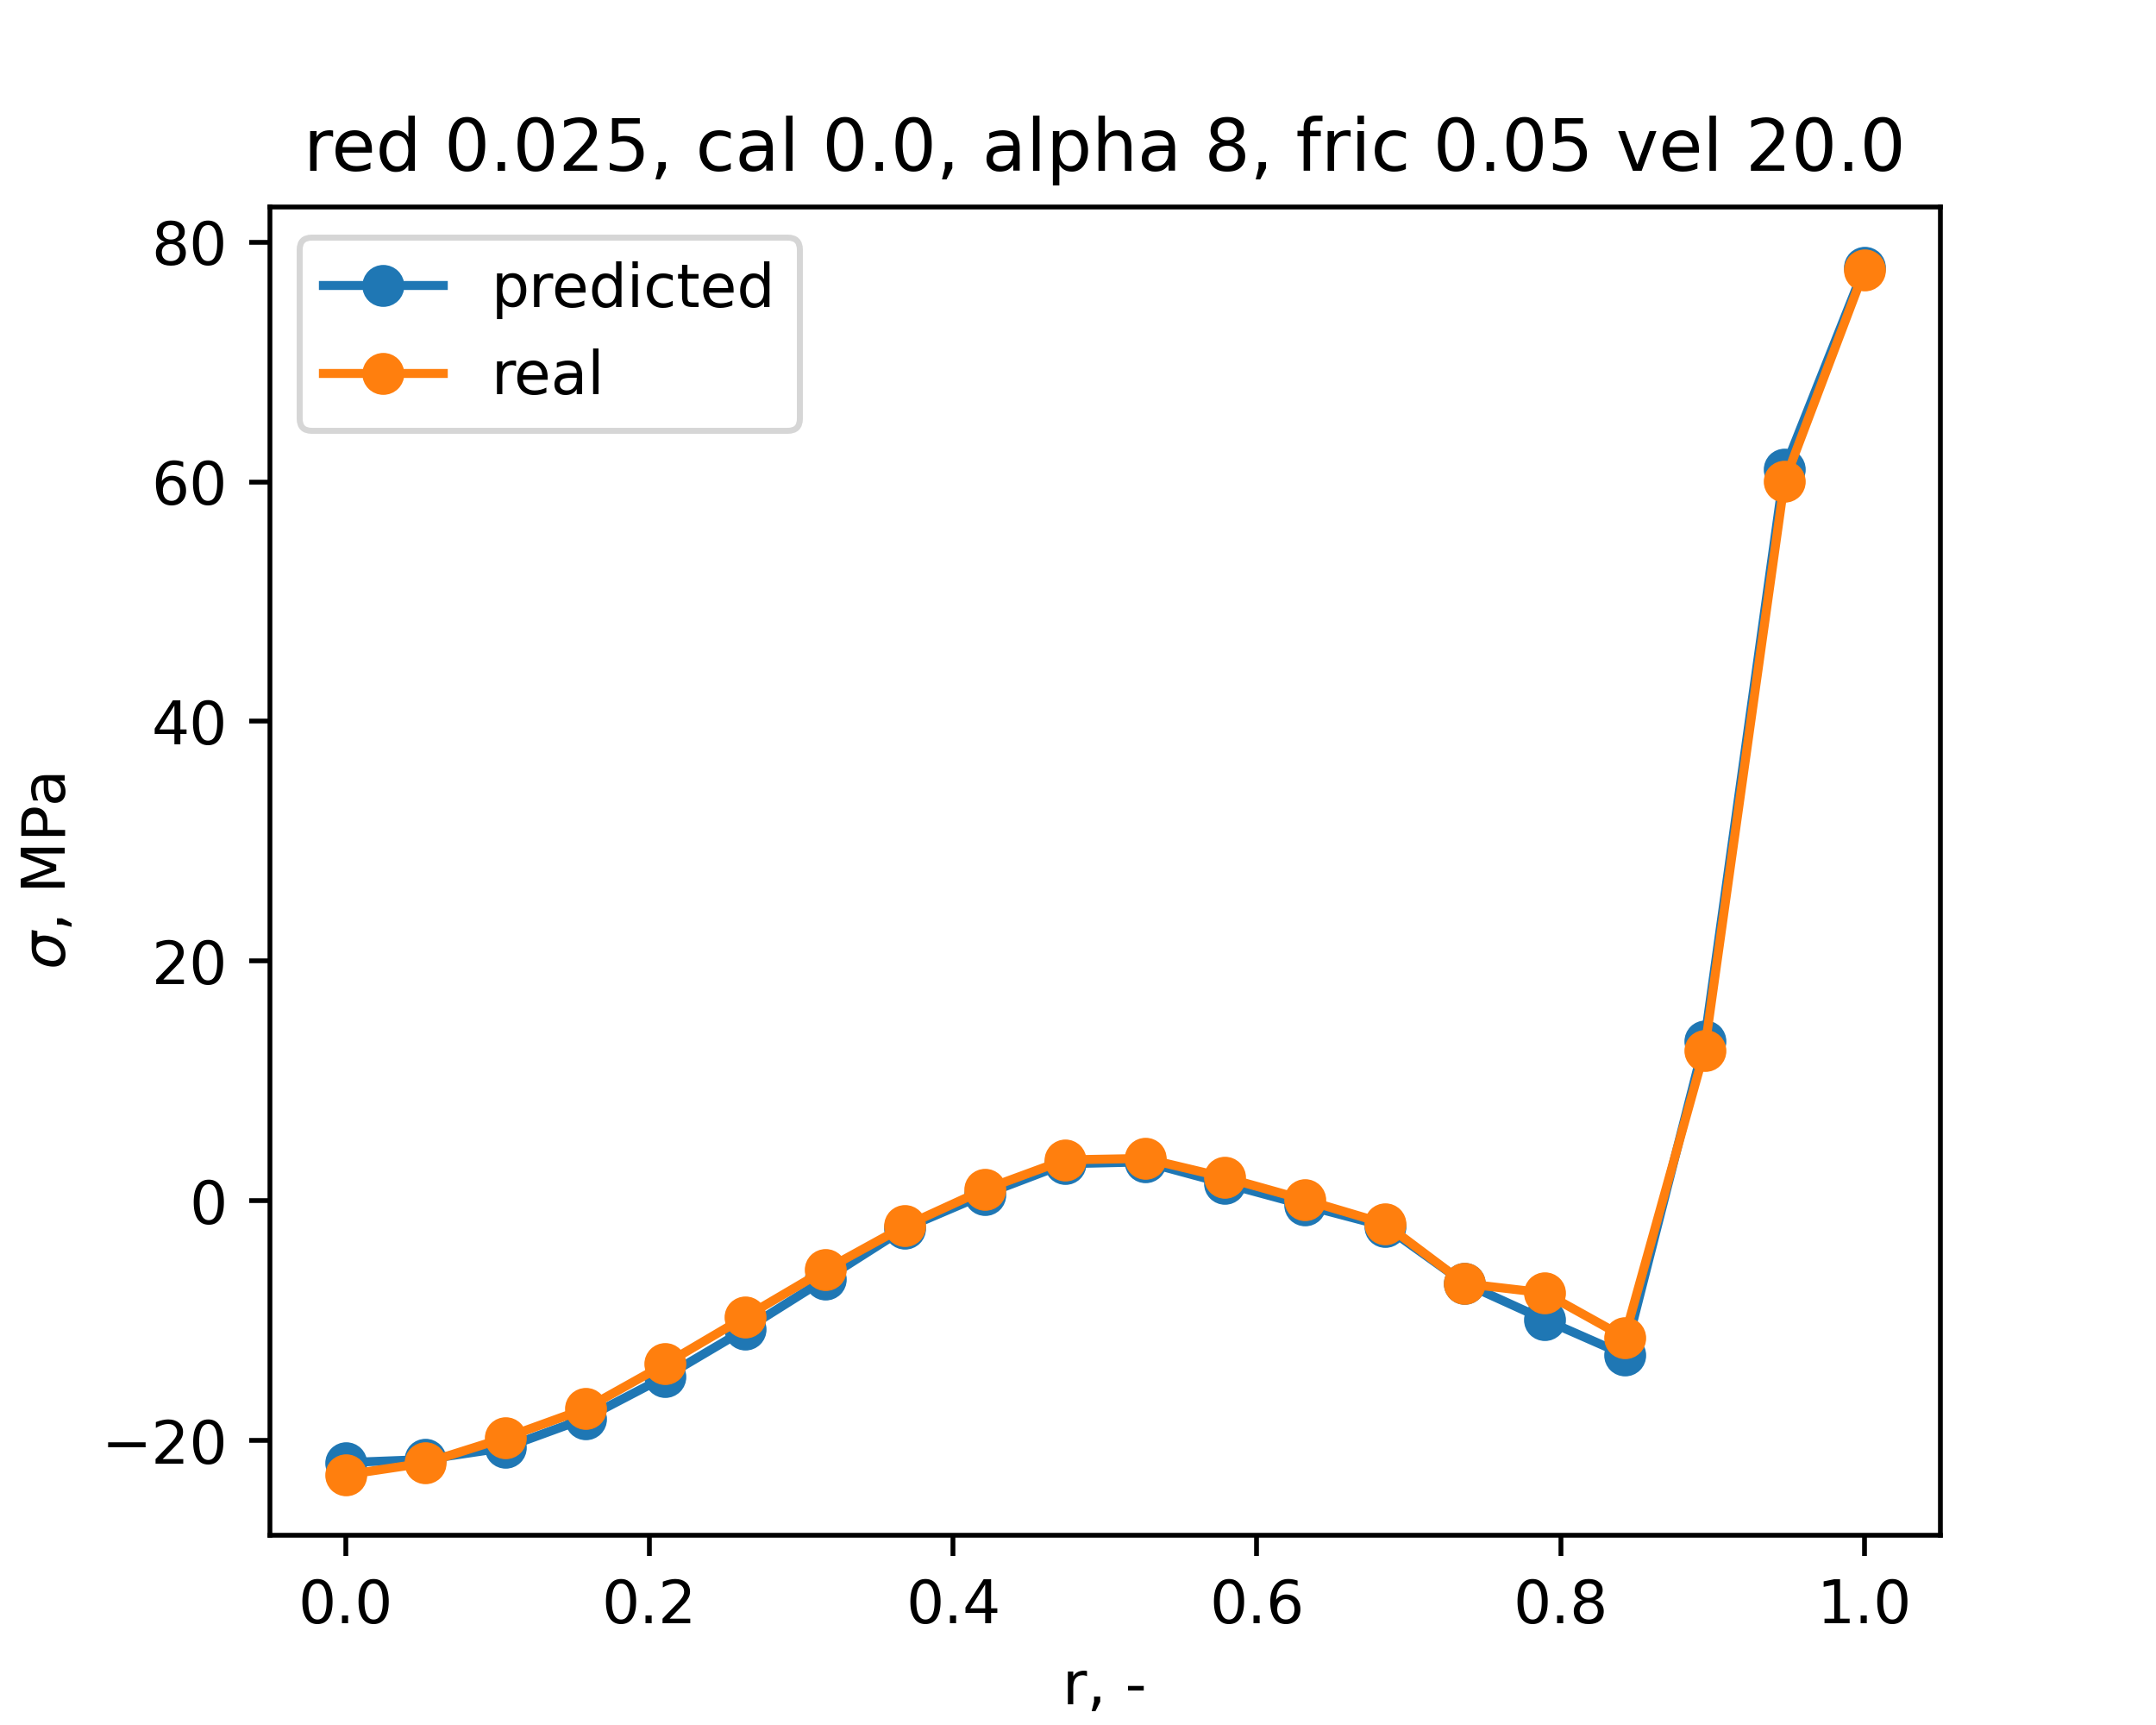 red 0.025, cal 0.0, alpha 8, fric 0.05 vel 20.0
predicted
real
80
60
40
20
0
−20
σ, MPa
0.0 0.2 0.4 0.6 0.8 1.0
r, -